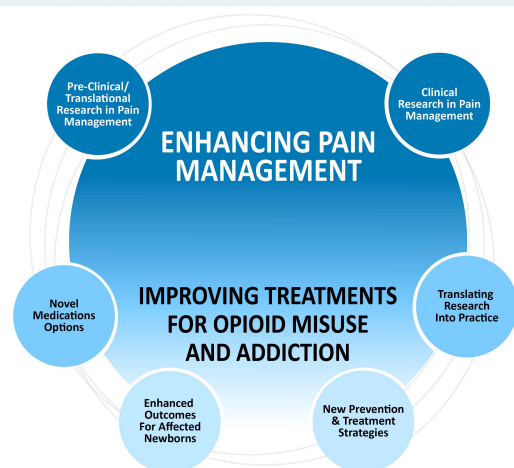 Pre-Clinical/
Translational
Research in Pain
Management
Clinical
Research in Pain
Management
ENHANCING PAIN
MANAGEMENT
Novel
Medications
Options
IMPROVING TREATMENTS
FOR OPIOID MISUSE
AND ADDICTION
Translating
Research
Into Practice
Enhanced
Outcomes
For Affected
Newborns
New Prevention
& Treatment
Strategies